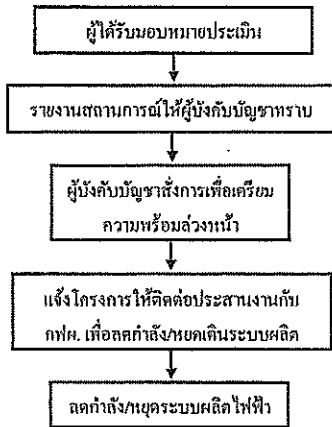 ผู้ได้รับมอบหมายประเมิน
รายงานสถานการณ์ให้ผู้บังคับบัญชาทราบ
ผู้บังคับบัญชาสั่งการเพื่อเตรียม
ความพร้อมล่วงหน้า
แจ้งโครงการให้ติดต่อประสานงานกับ
กฟผ. เพื่อลดกำลัง/หยุดเดินระบบผลิต
ลดกำลัง/หยุดระบบผลิตไฟฟ้า